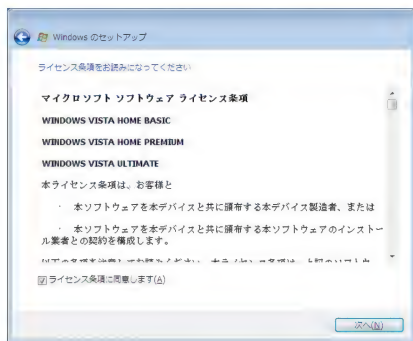 Windows のセットアップ
ライセンス条項をお読みになってください
マイクロソフト ソフトウェア ライセンス条項
WINDOWS VISTA HOME BASIC
WINDOWS VISTA HOME PREMIUM
WINDOWS VISTA ULTIMATE
本ライセンス条項は、お客様と
· 本ソフトウェアを本デバイスと共に頒布する本デバイス製造者、または
· 本ソフトウェアを本デバイスと共に頒布する本ソフトウェアのインストー
ル業者との契約を構成します。
ライセンス条項に同意します(A)
次へ(N)